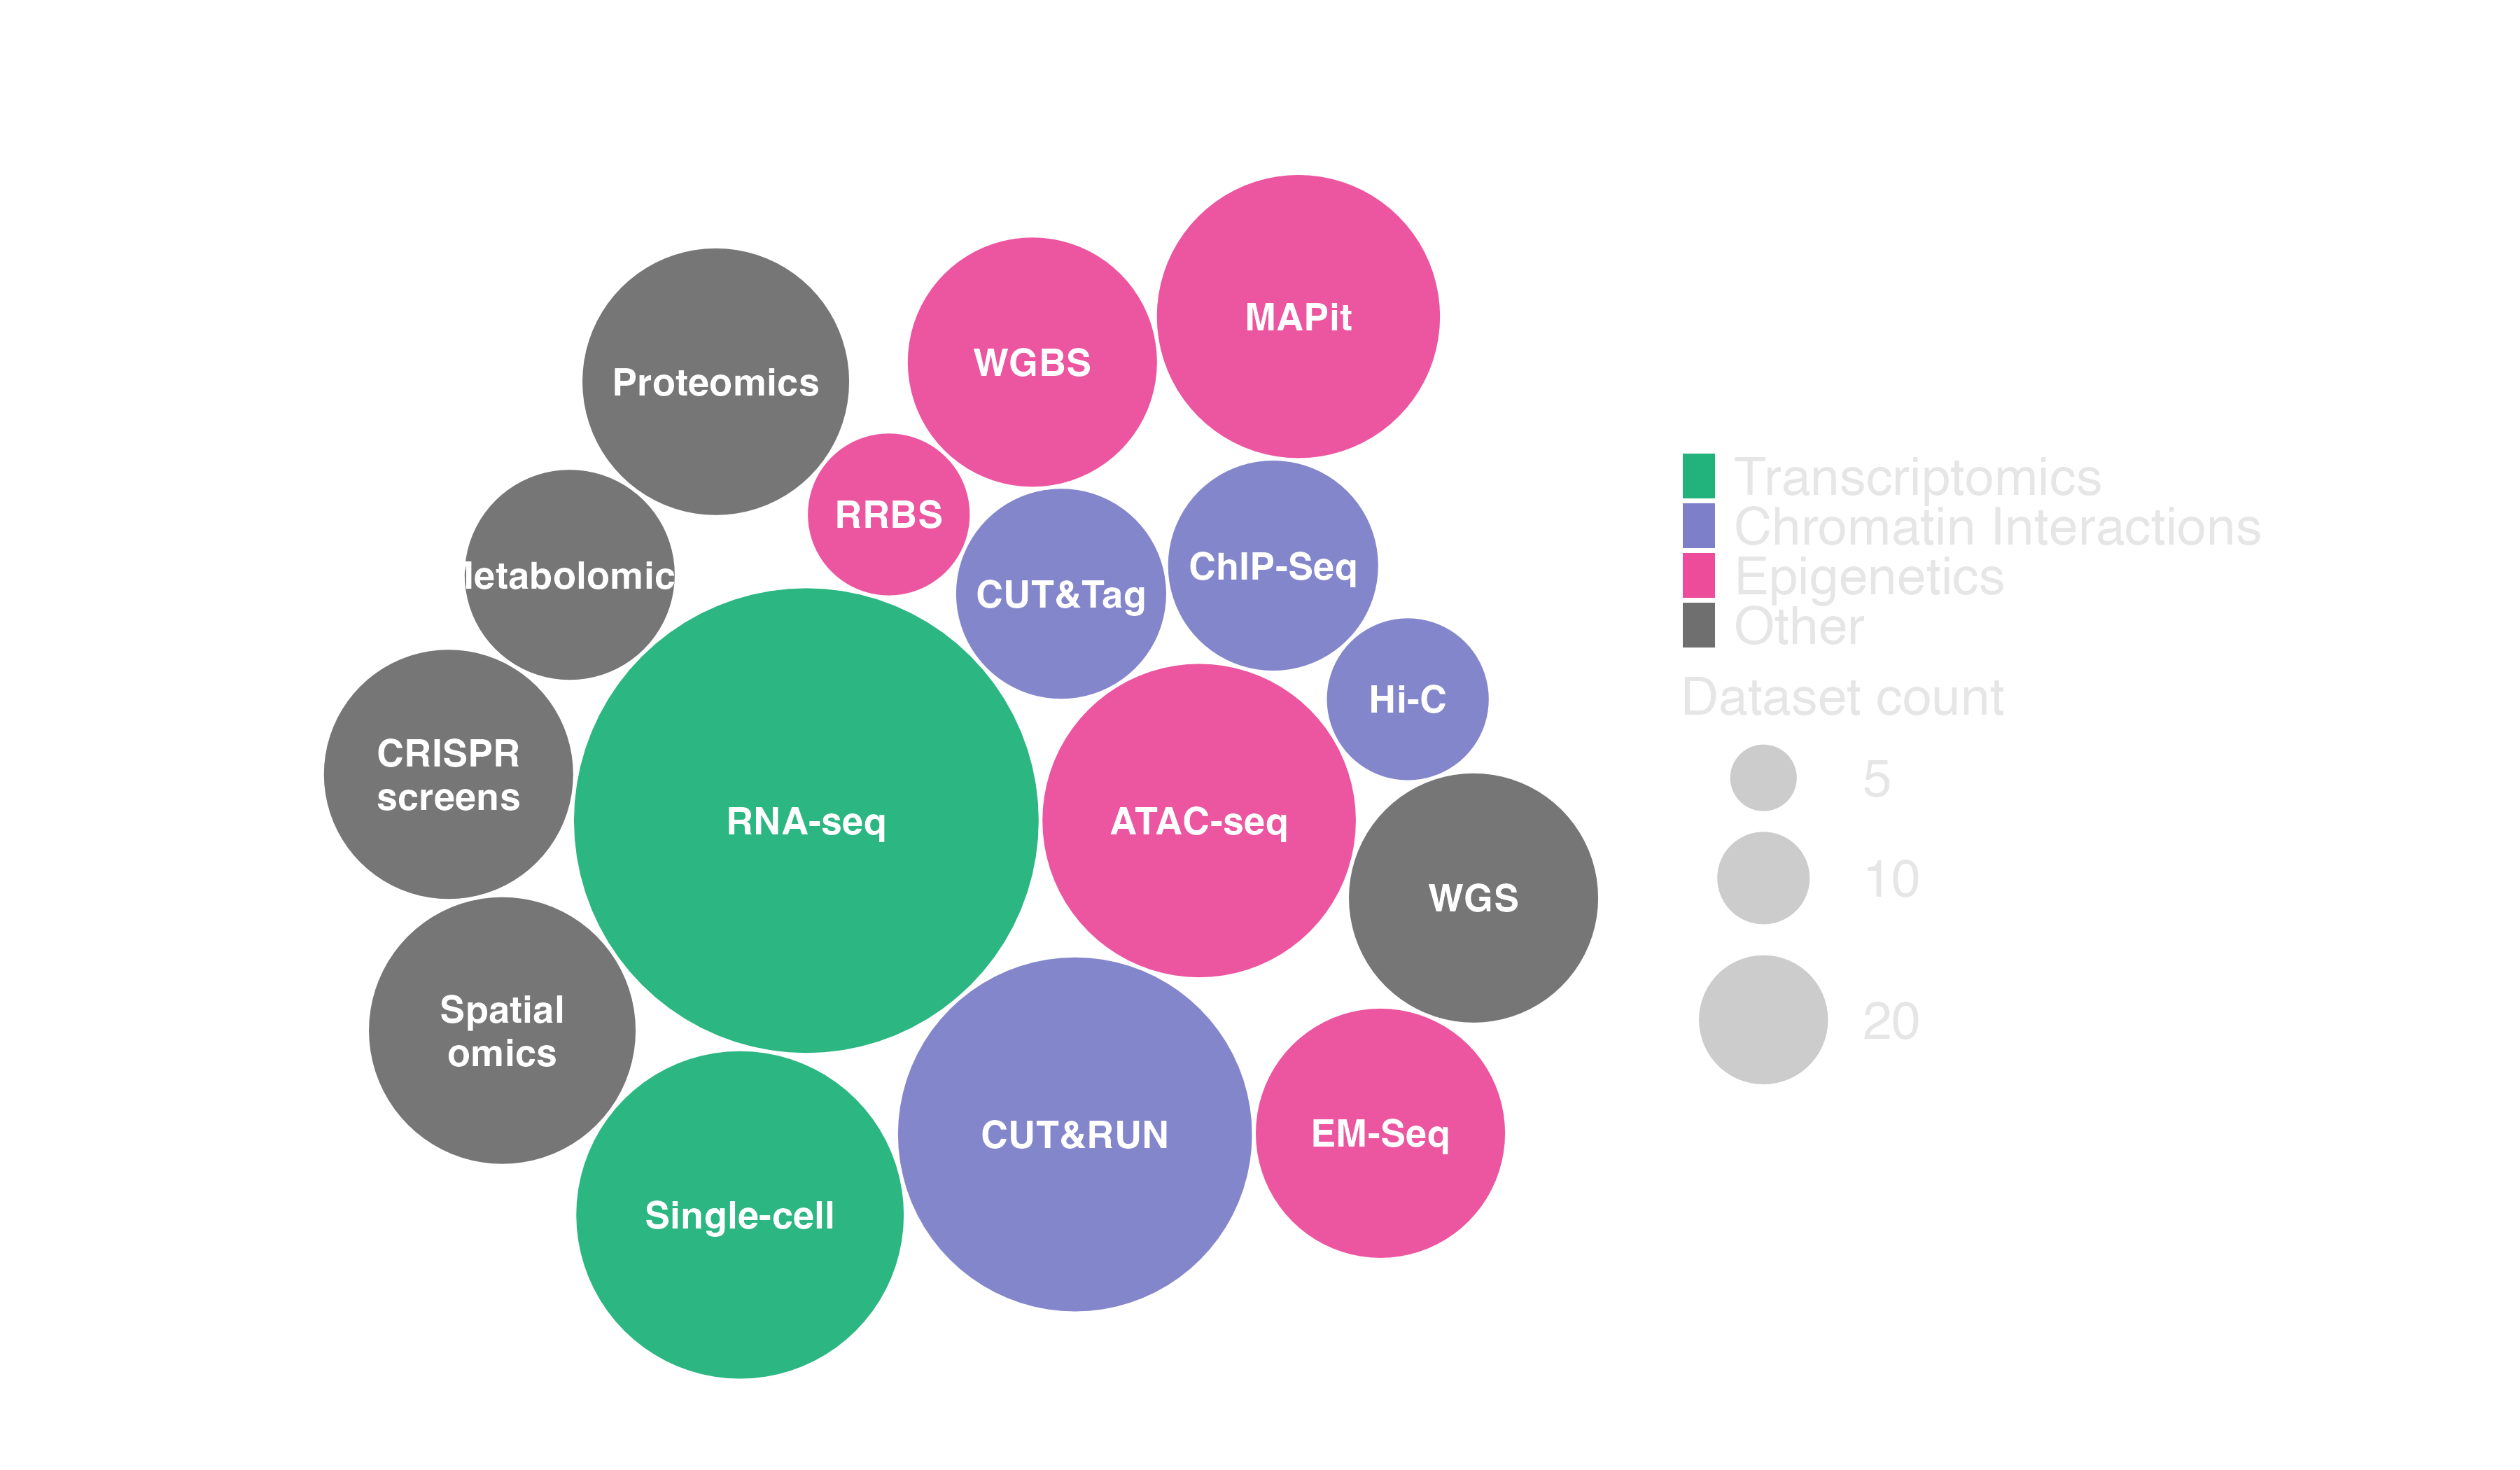 MAPit
WGBS
Proteomics
RRBS
ChIP-Seq
etabolomic
CUT&Tag
Hi-C
CRISPR
screens
RNA-seq
ATAC-seq
WGS
Spatial
omics
CUT&RUN
EM-Seq
Single-cell
Transcriptomics
Chromatin Interactions
Epigenetics
Other
Dataset count
5
10
20